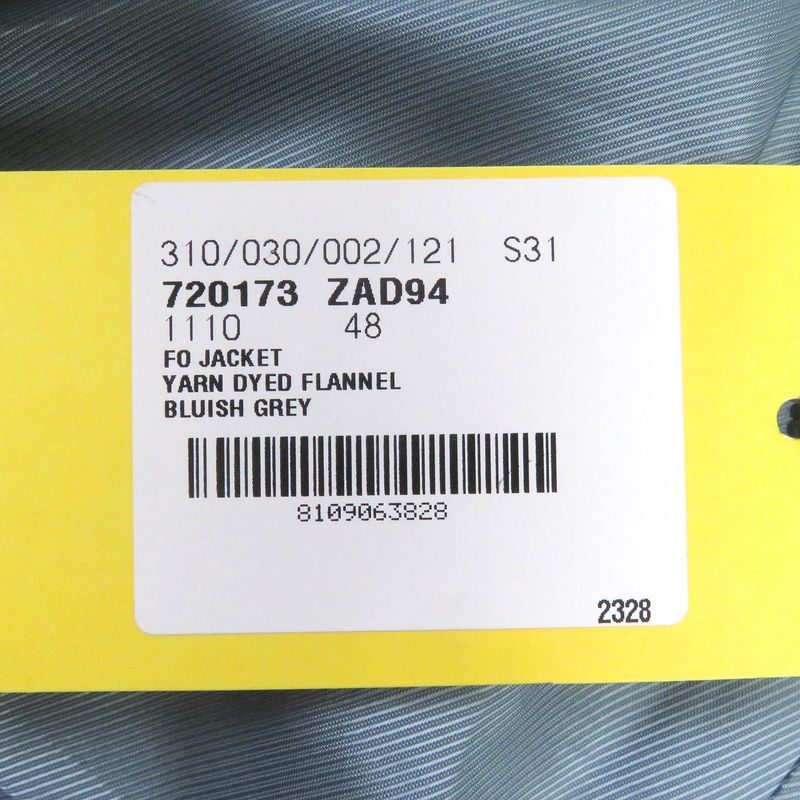 310/030/002/121 S31
720173 ZAD94
1110 48
FO JACKET
YARN DYED FLANNEL
BLUISH GREY
8109063828
2328